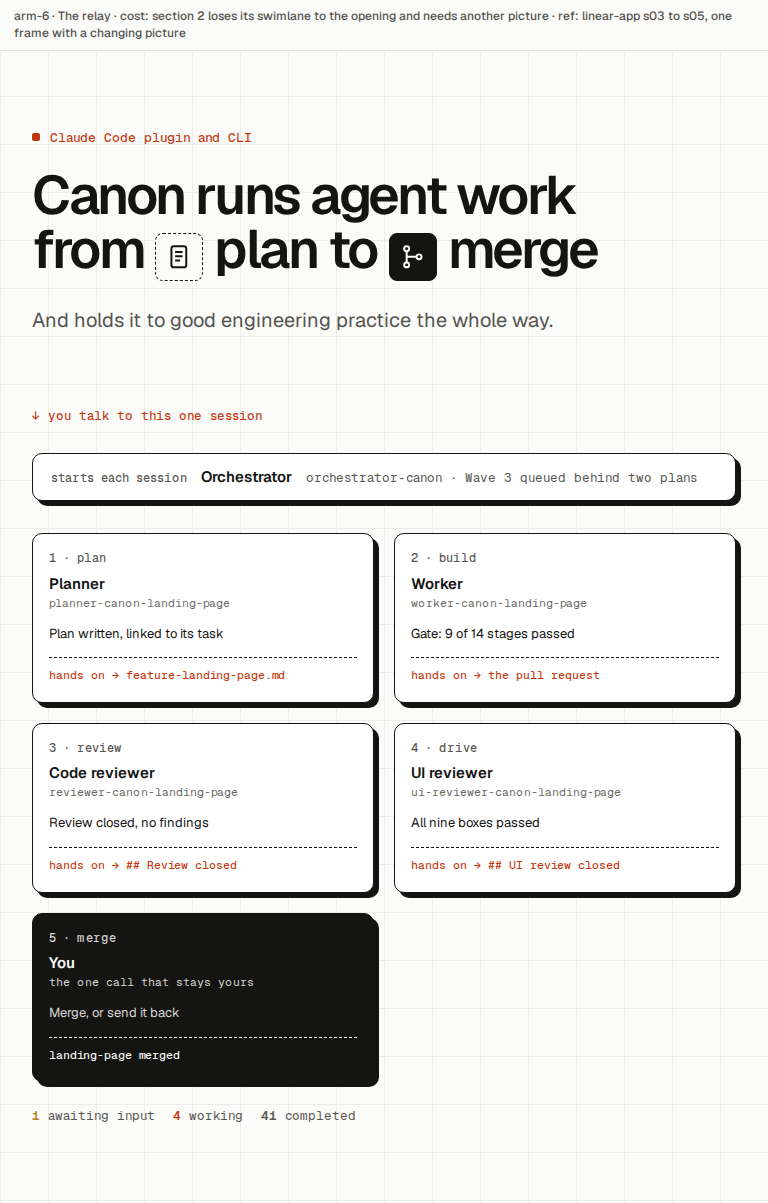 arm-6 · The relay · cost: section 2 loses its swimlane to the opening and needs another picture · ref: linear-app s03 to s05, one
frame with a changing picture
Claude Code plugin and CLI
Canon runs agent work
from plan to merge
And holds it to good engineering practice the whole way.
↓ you talk to this one session
starts each session Orchestrator orchestrator-canon · Wave 3 queued behind two plans
1 · plan
Planner
planner-canon-landing-page
Plan written, linked to its task
hands on → feature-landing-page.md
2 · build
Worker
worker-canon-landing-page
Gate: 9 of 14 stages passed
hands on → the pull request
3 · review
Code reviewer
reviewer-canon-landing-page
Review closed, no findings
hands on → ## Review closed
4 · drive
UI reviewer
ui-reviewer-canon-landing-page
All nine boxes passed
hands on → ## UI review closed
5 · merge
You
the one call that stays yours
Merge, or send it back
landing-page merged
1 awaiting input 4 working 41 completed